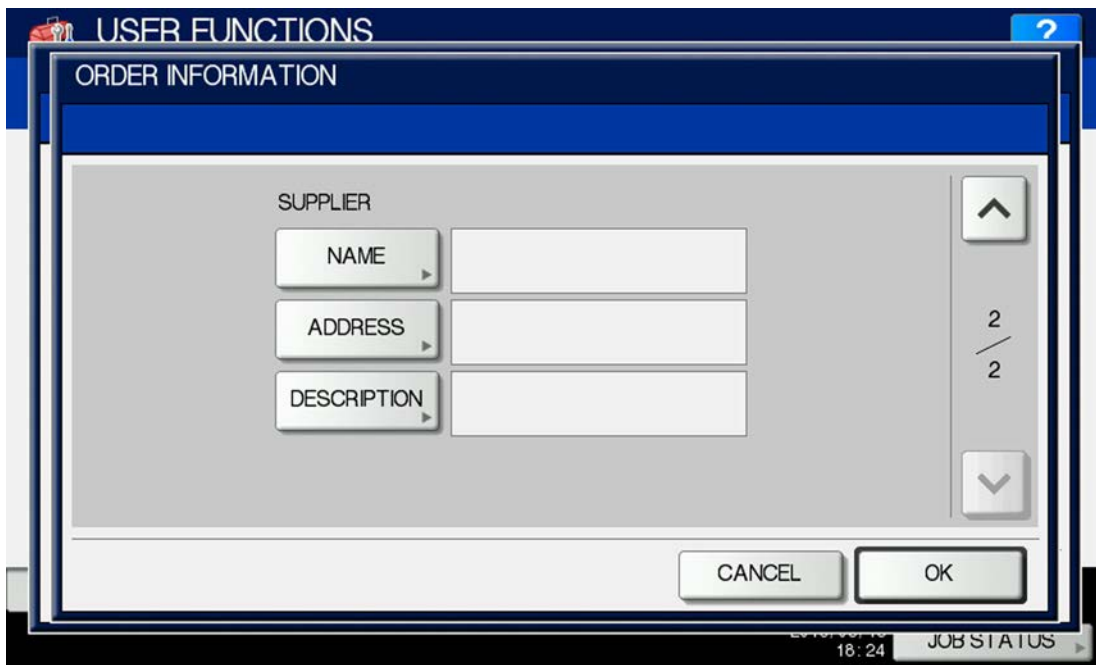 USER FUNCTIONS
?
ORDER INFORMATION
SUPPLIER
NAME
ADDRESS
DESCRIPTION
2
2
CANCEL
OK
18:24
JOB STATUS